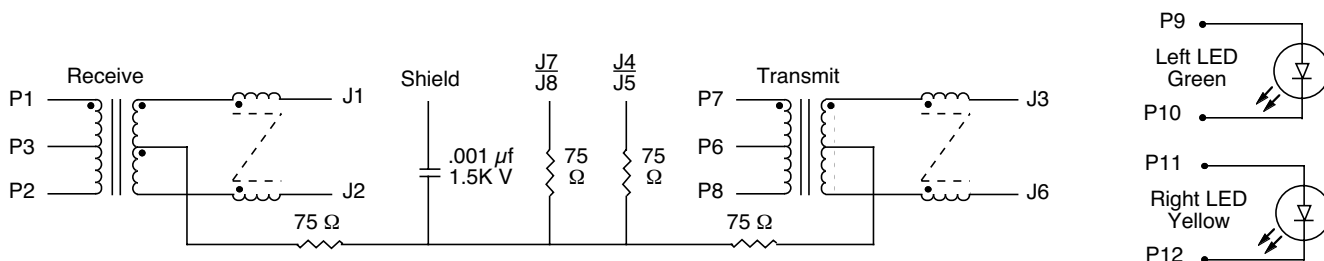 Receive
P1
P3
P2
J1
J2
75 Ω
Shield
.001 µf
1.5K V
J7
J8
75
Ω
J4
J5
75
Ω
Transmit
P7
P6
P8
J3
J6
75 Ω
P9
Left LED
Green
P10
P11
Right LED
Yellow
P12